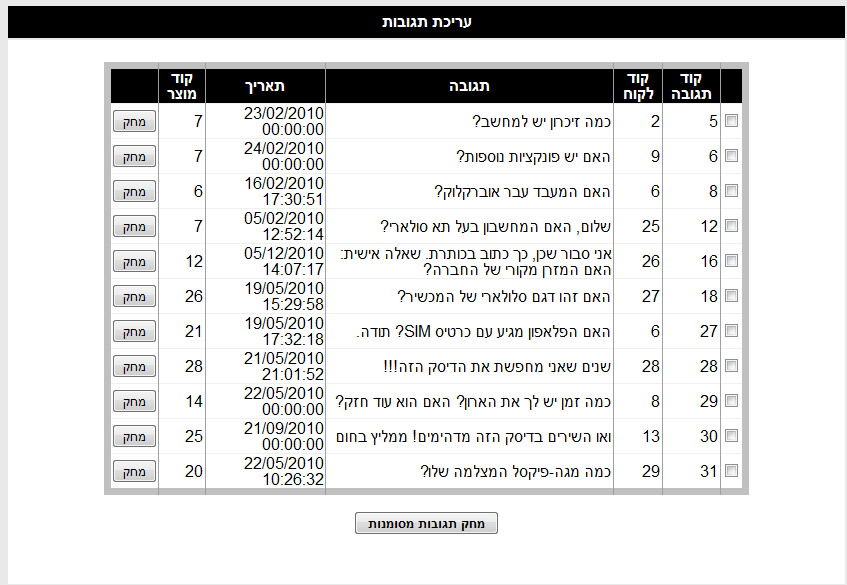 עריכת תגובות
קוד תגובה קוד לקוח תגובה תאריך קוד מוצר
5 2 כמה זיכרון יש למחשב? 23/02/2010 00:00:00 7 מחק
6 9 האם יש פונקציות נוספות? 24/02/2010 00:00:00 7 מחק
8 6 האם המעבד עבר אוברקלוק? 16/02/2010 17:30:51 6 מחק
12 25 שלום, האם המחשבון בעל תא סולארי? 05/02/2010 12:52:14 7 מחק
16 26 אני סבור שכן, כך כתוב בכותרת. שאלה אישית: האם המזרן מקורי של החברה? 05/12/2010 14:07:17 12 מחק
18 27 האם זהו דגם סלולארי של המכשיר? 19/05/2010 15:29:58 26 מחק
27 6 האם הפלאפון מגיע עם כרטיס SIM? תודה. 19/05/2010 17:32:18 21 מחק
28 28 שנים שאני מחפשת את הדיסק הזה!!! 21/05/2010 21:01:52 28 מחק
29 8 כמה זמן יש לך את הארון? האם הוא עוד חזק? 22/05/2010 00:00:00 14 מחק
30 13 ואו השירים בדיסק הזה מדהימים! ממליץ בחום 21/09/2010 00:00:00 25 מחק
31 29 כמה מגה-פיקסל המצלמה שלו? 22/05/2010 10:26:32 20 מחק
מחק תגובות מסומנות